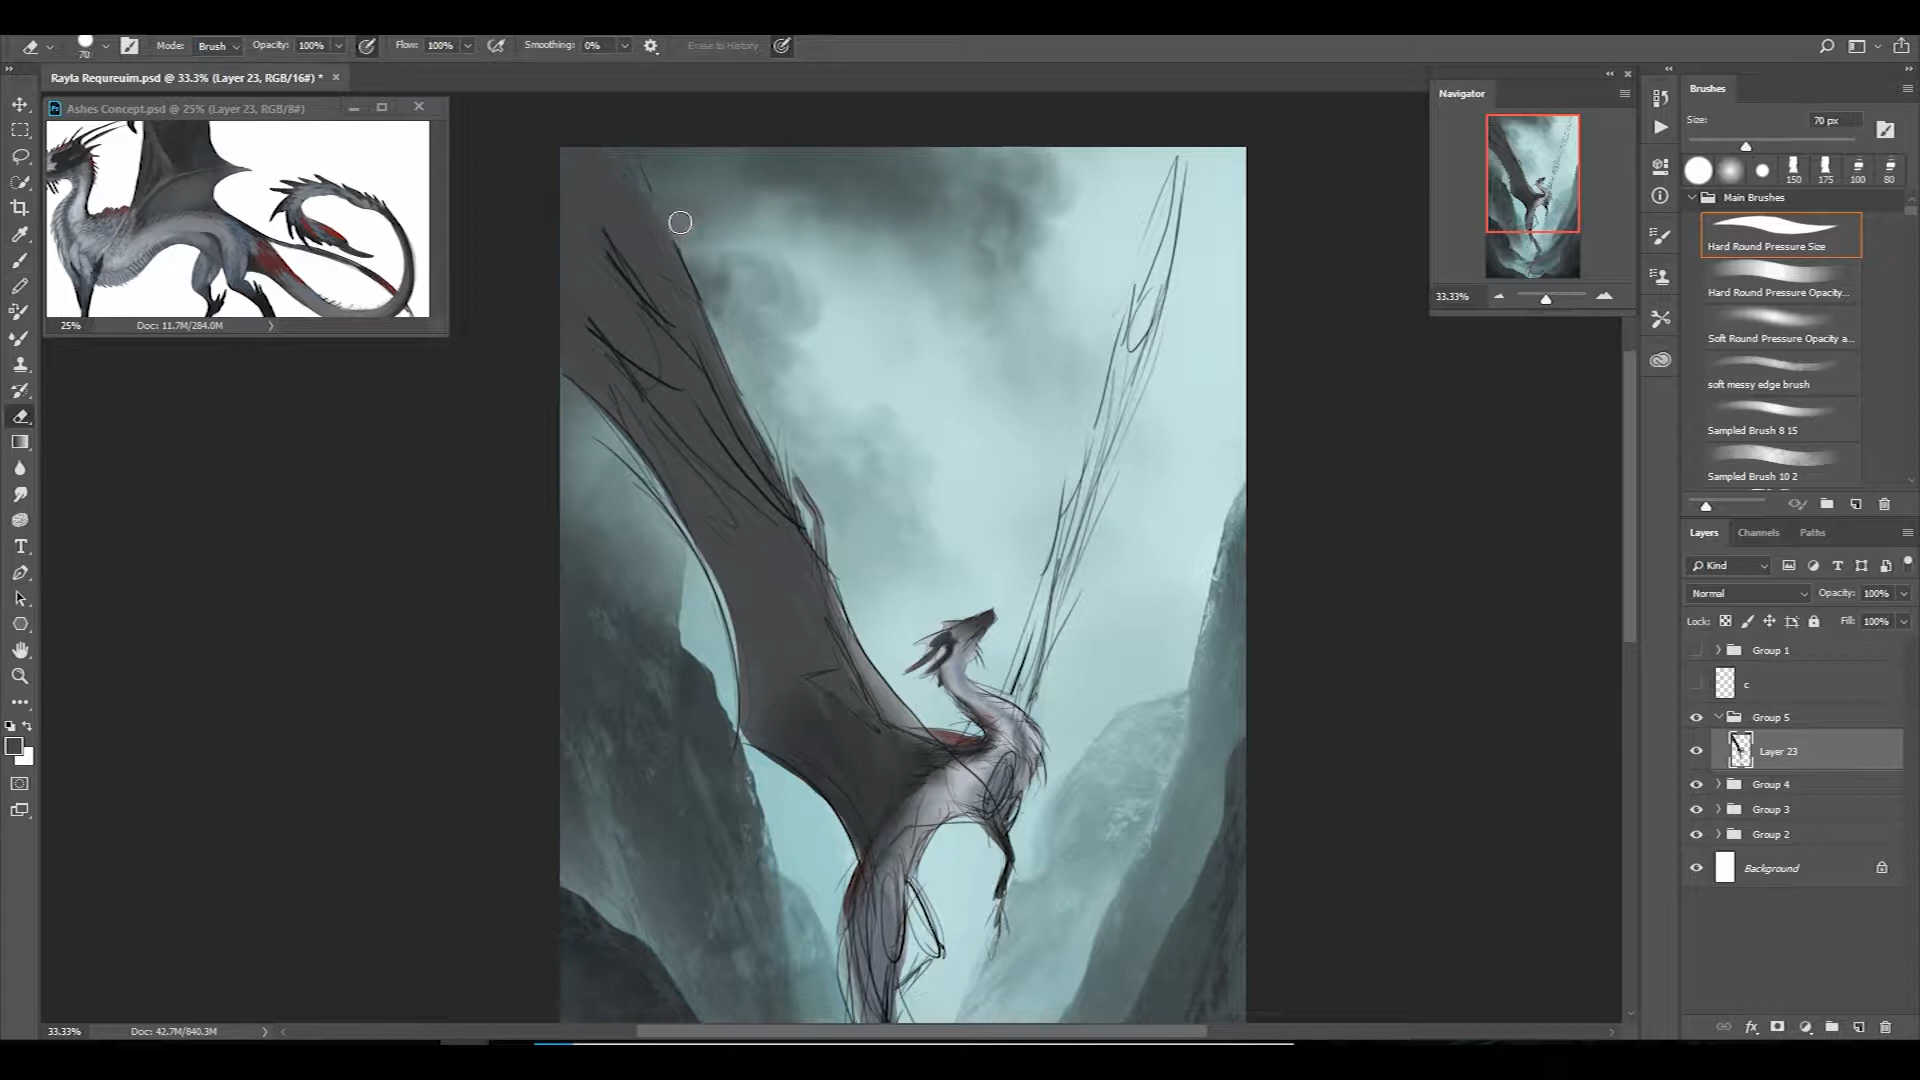 70 Mode: Brush Opacity: 100% Flow: 100% Smoothing: 0% Erase to History
Rayla Requreuim.psd @ 33.3% (Layer 23, RGB/16#) *
Ps Ashes Concept.psd @ 25% (Layer 23, RGB/8#)
25% Doc: 11.7M/284.0M
Navigator
33.33%
Brushes
Size: 70 px
150 175 100 80
Main Brushes
Hard Round Pressure Size
Hard Round Pressure Opacity...
Soft Round Pressure Opacity a...
soft messy edge brush
Sampled Brush 8 15
Sampled Brush 10 2
Layers Channels Paths
Kind
Normal Opacity: 100%
Lock: Fill: 100%
Group 1
c
Group 5
Layer 23
Group 4
Group 3
Group 2
Background
33.33% Doc: 42.7M/840.3M